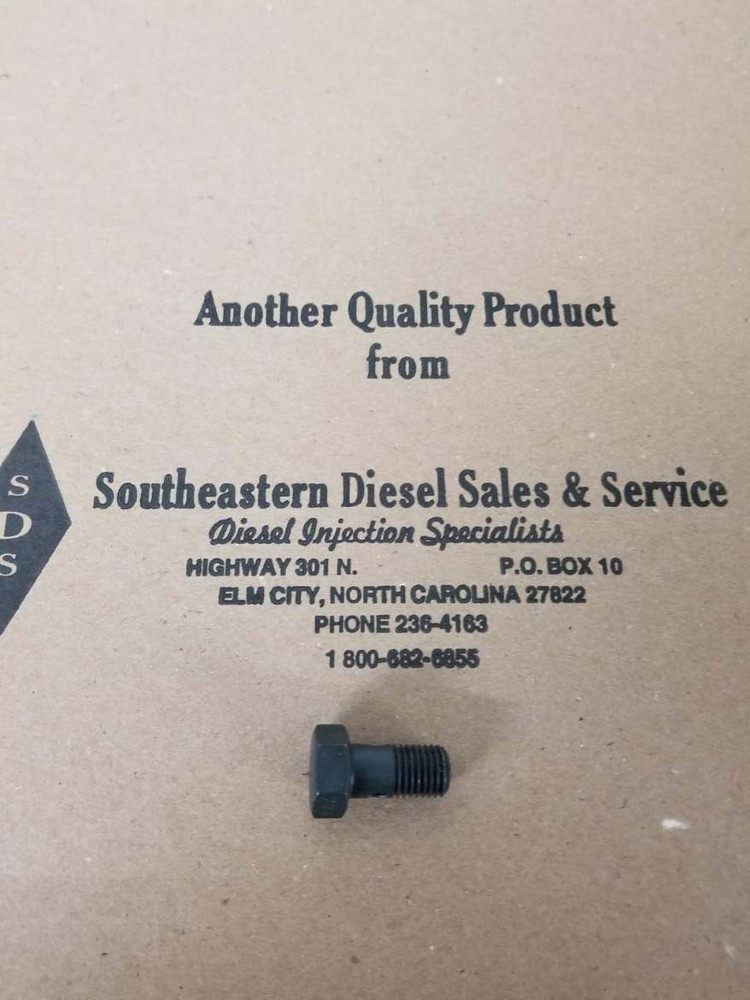 Another Quality Product
from
S
D
S
Southeastern Diesel Sales & Service
Diesel Injection Specialists
HIGHWAY 301 N. P.O. BOX 10
ELM CITY, NORTH CAROLINA 27822
PHONE 236-4163
1 800-682-6855